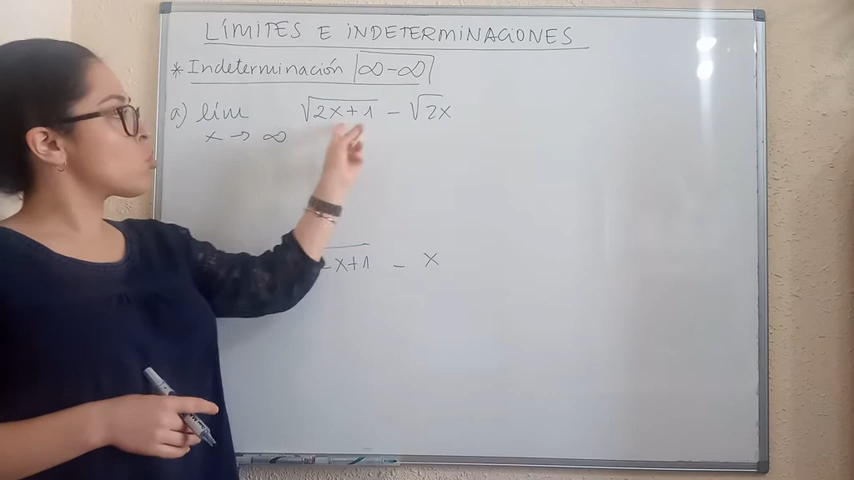 LÍMITES E INDETERMINACIONES
* Indeterminación ∞-∞
a) lim √2x+1 - √2x
x → ∞
-x+1 - x